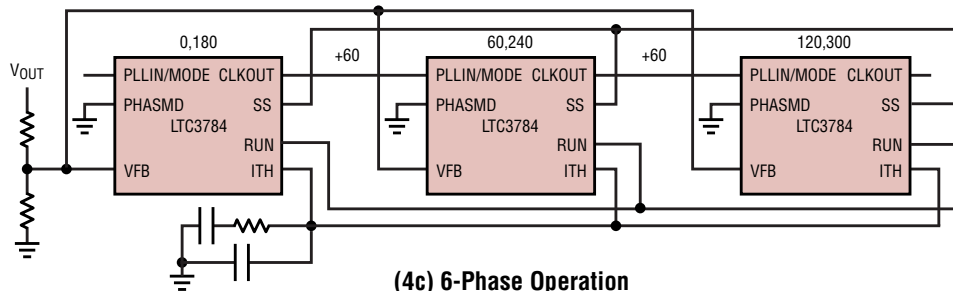 0,180
60,240
120,300
+60
+60
VOUT
PLLIN/MODE CLKOUT
PHASMD SS
LTC3784
RUN
VFB ITH
PLLIN/MODE CLKOUT
PHASMD SS
LTC3784
RUN
VFB ITH
PLLIN/MODE CLKOUT
PHASMD SS
LTC3784
RUN
VFB ITH
(4c) 6-Phase Operation